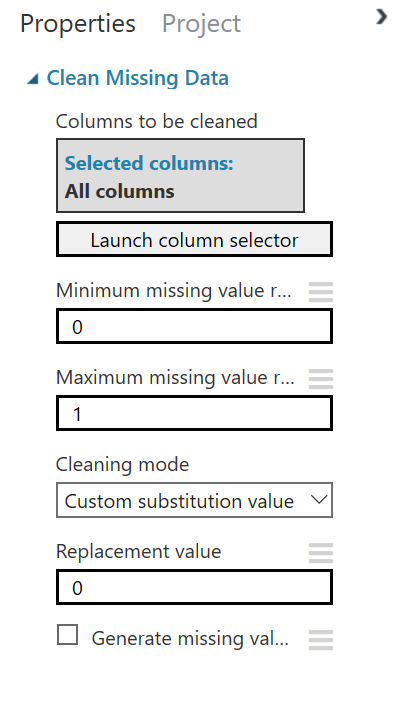 Properties Project
Clean Missing Data
Columns to be cleaned
Selected columns:
All columns
Launch column selector
Minimum missing value r...
0
Maximum missing value r...
1
Cleaning mode
Custom substitution value
Replacement value
0
Generate missing val...